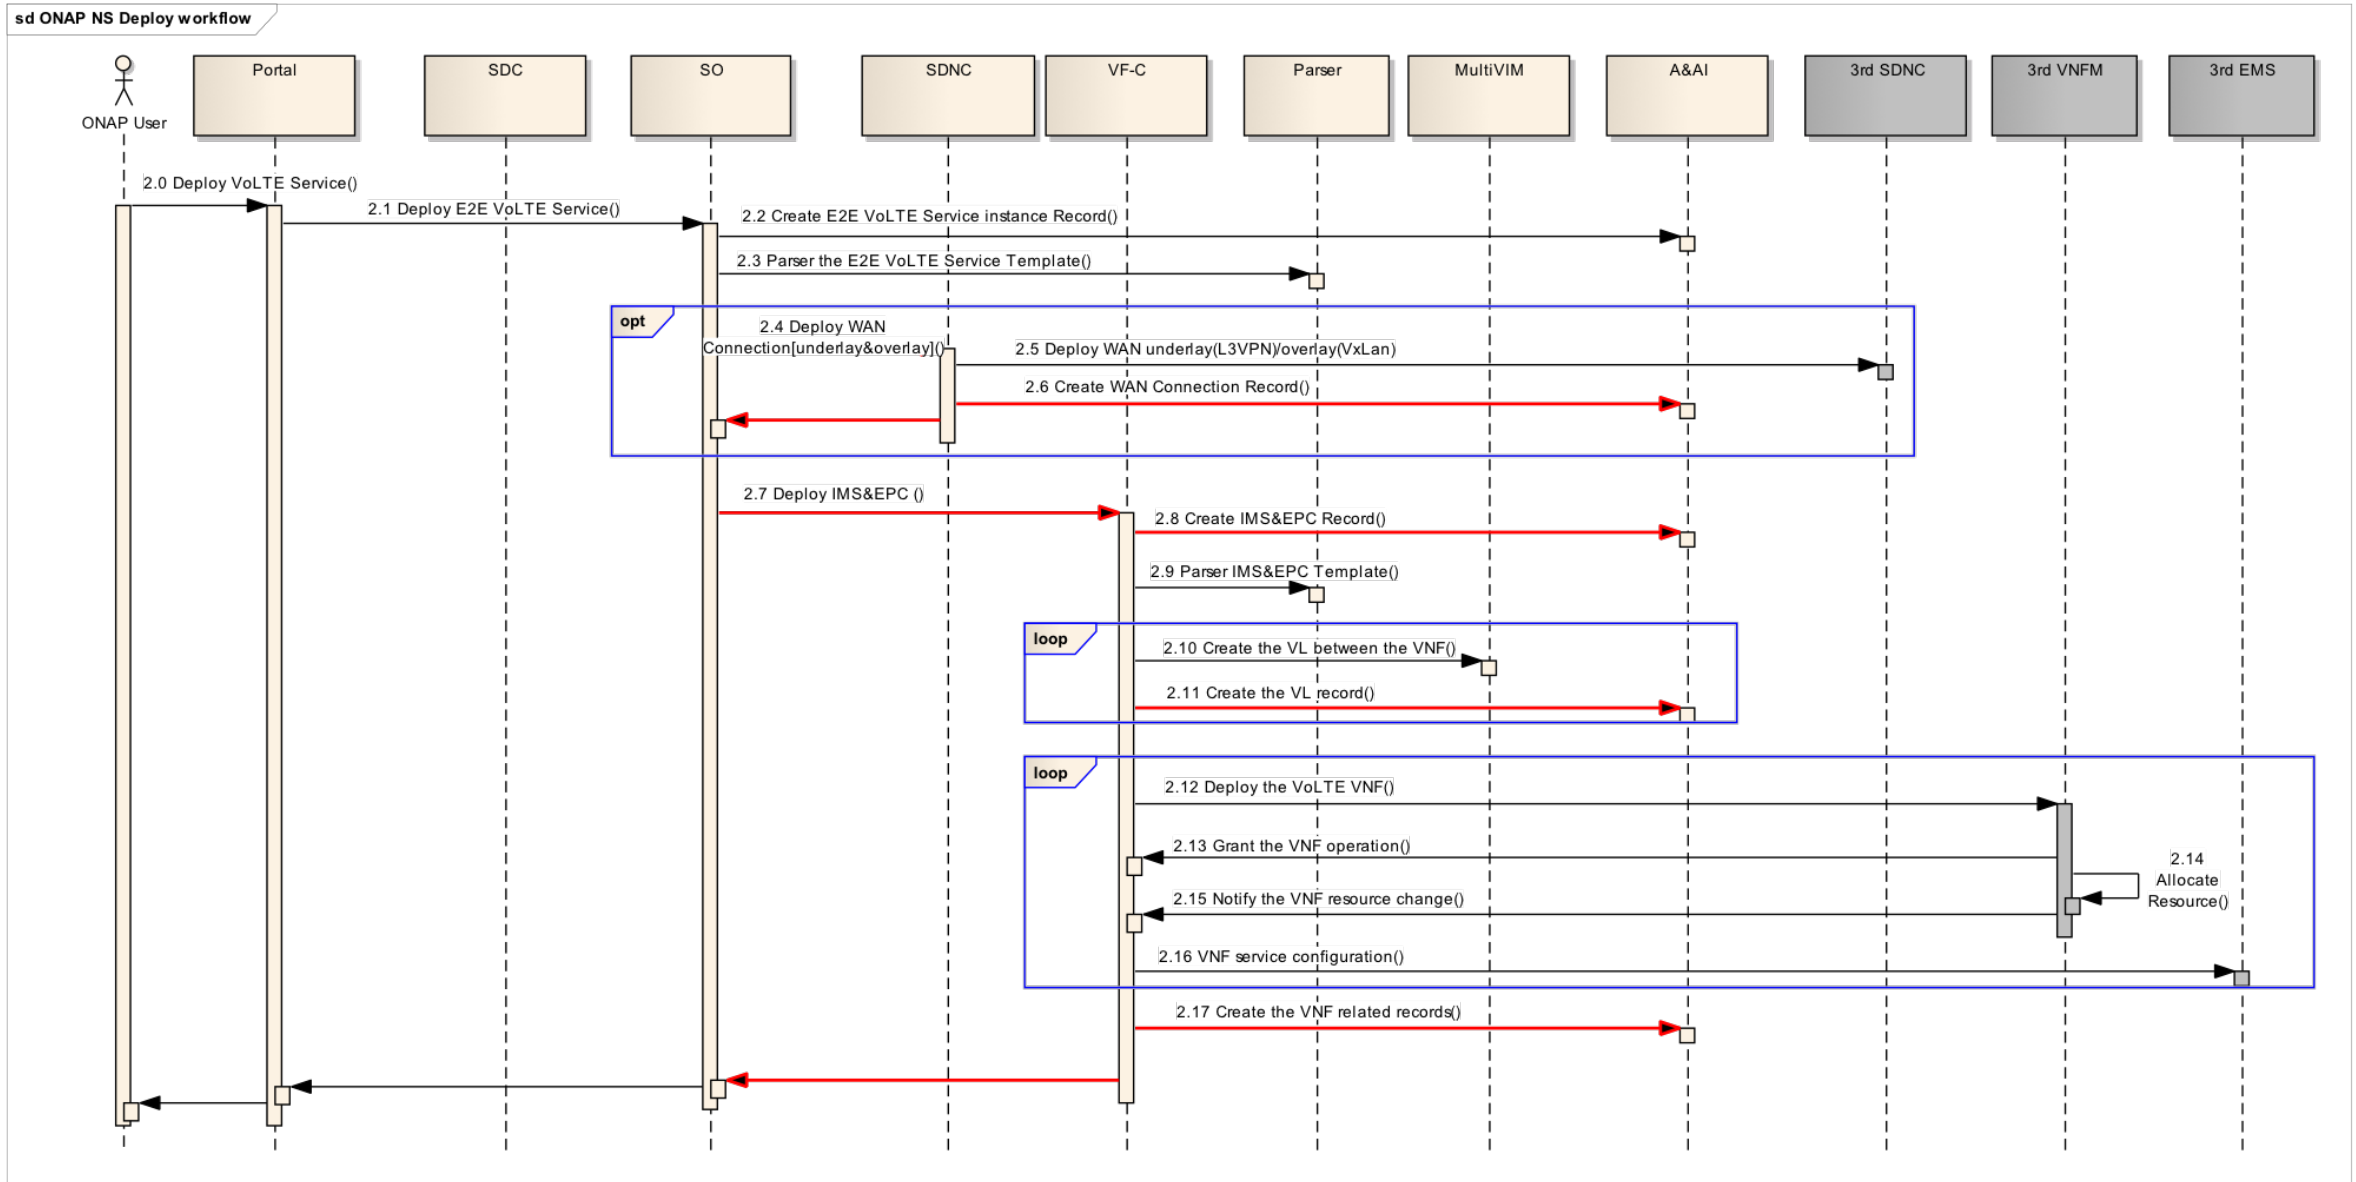 sd ONAP NS Deploy workflow
ONAP User
Portal
SDC
SO
SDNC
VF-C
Parser
MultiVIM
A&AI
3rd SDNC
3rd VNFM
3rd EMS
2.0 Deploy VoLTE Service()
2.1 Deploy E2E VoLTE Service()
2.2 Create E2E VoLTE Service instance Record()
2.3 Parser the E2E VoLTE Service Template()
opt
2.4 Deploy WAN
Connection[underlay&overlay]()
2.5 Deploy WAN underlay(L3VPN)/overlay(VxLan)
2.6 Create WAN Connection Record()
2.7 Deploy IMS&EPC ()
2.8 Create IMS&EPC Record()
2.9 Parser IMS&EPC Template()
loop
2.10 Create the VL between the VNF()
2.11 Create the VL record()
loop
2.12 Deploy the VoLTE VNF()
2.13 Grant the VNF operation()
2.14
Allocate
Resource()
2.15 Notify the VNF resource change()
2.16 VNF service configuration()
2.17 Create the VNF related records()